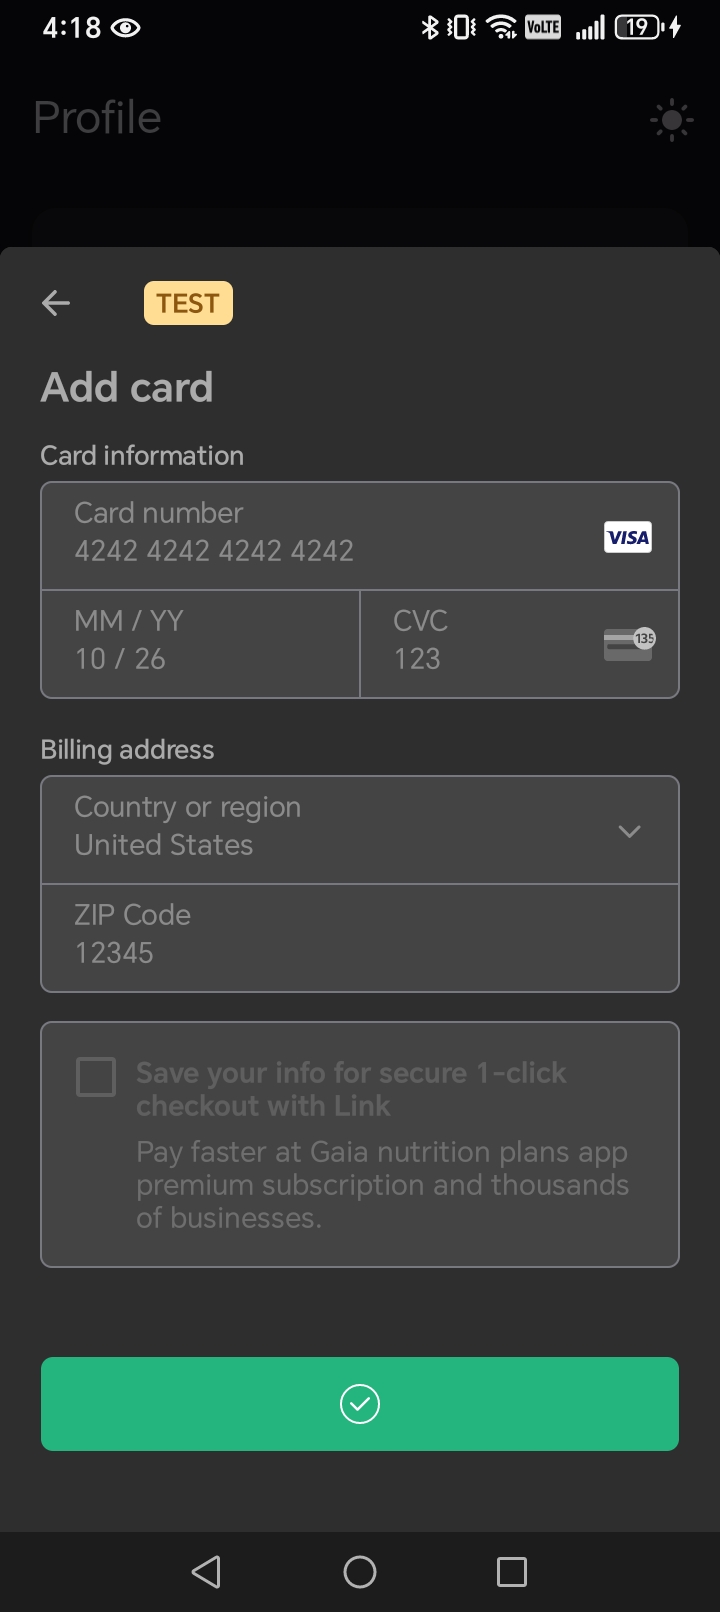 4:18
VoLTE
19
Profile
TEST
Add card
Card information
Card number
4242 4242 4242 4242
VISA
MM / YY
10 / 26
CVC
123
135
Billing address
Country or region
United States
ZIP Code
12345
Save your info for secure 1-click
checkout with Link
Pay faster at Gaia nutrition plans app
premium subscription and thousands
of businesses.